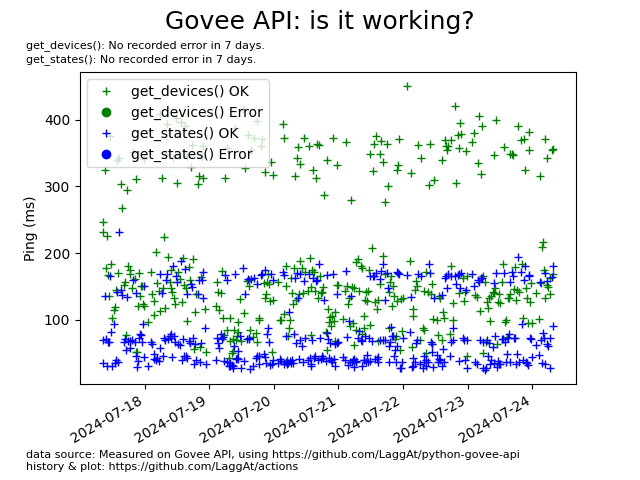 Govee API: is it working?
get_devices(): No recorded error in 7 days.
get_states(): No recorded error in 7 days.
get_devices() OK
get_devices() Error
get_states() OK
get_states() Error
400
300
200
100
Ping (ms)
2024-07-18
2024-07-19
2024-07-20
2024-07-21
2024-07-22
2024-07-23
2024-07-24
data source: Measured on Govee API, using https://github.com/LaggAt/python-govee-api
history & plot: https://github.com/LaggAt/actions